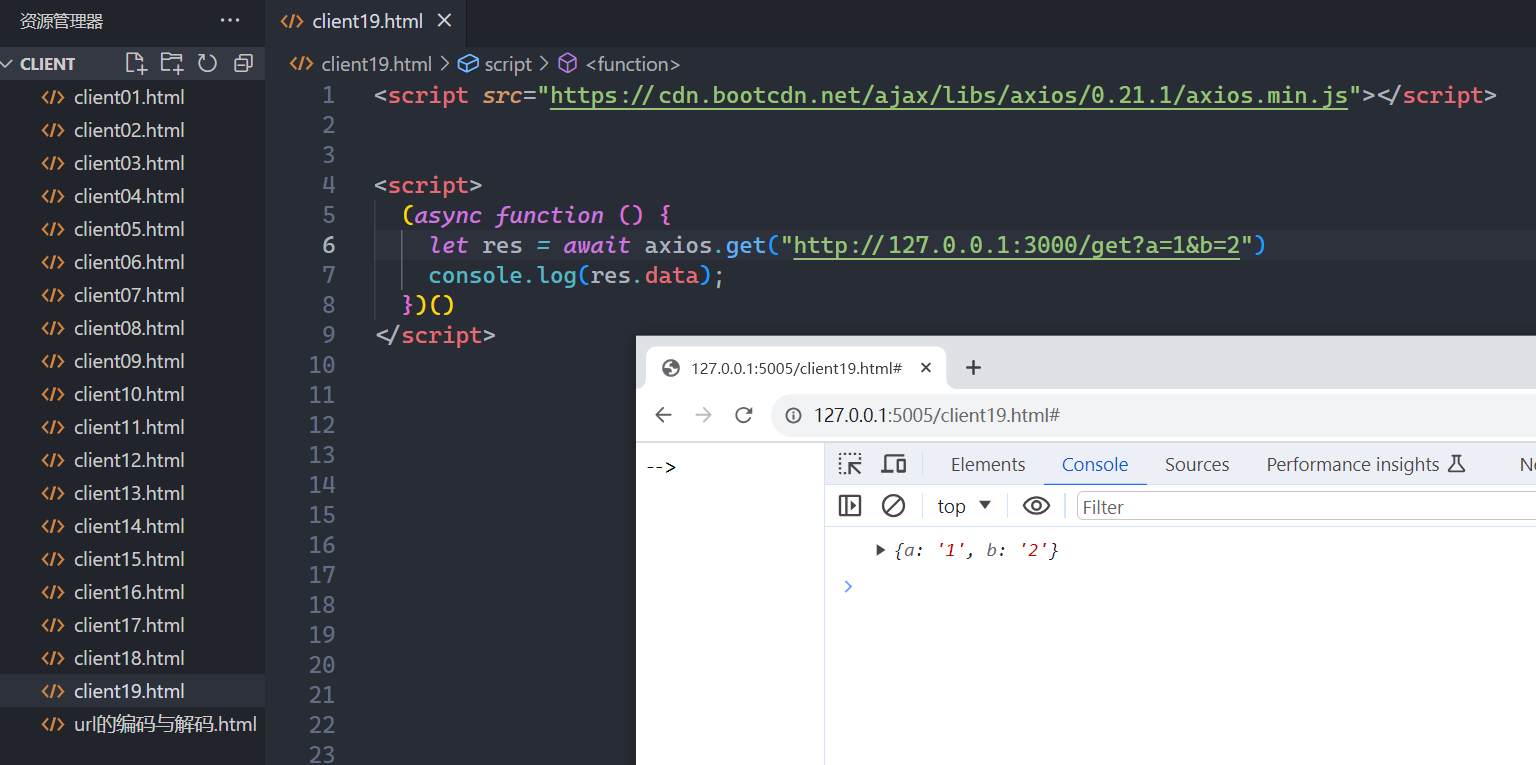 资源管理器 ···
CLIENT
client01.html
client02.html
client03.html
client04.html
client05.html
client06.html
client07.html
client08.html
client09.html
client10.html
client11.html
client12.html
client13.html
client14.html
client15.html
client16.html
client17.html
client18.html
client19.html
url的编码与解码.html
client19.html
client19.html > script > <function>
1 <script src="https://cdn.bootcdn.net/ajax/libs/axios/0.21.1/axios.min.js"></script>
2
3
4 <script>
5 (async function () {
6 let res = await axios.get("http://127.0.0.1:3000/get?a=1&b=2")
7 console.log(res.data);
8 })()
9 </script>
10
11
12
13
14
15
16
17
18
19
20
21
22
23
127.0.0.1:5005/client19.html#
127.0.0.1:5005/client19.html#
-->
Elements Console Sources Performance insights
top Filter
{a: '1', b: '2'}